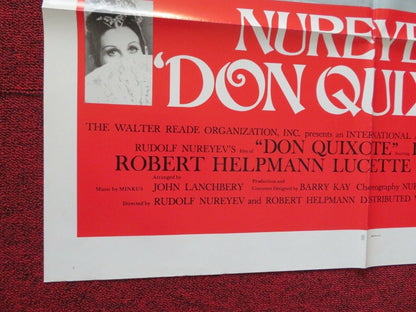 NUREYE
'DON QUIX
THE WALTER READE ORGANIZATION, INC. presents an INTERNATIONAL
RUDOLF NUREYEV'S film of "DON QUIXOTE"
ROBERT HELPMANN LUCETTE
Arranged by
Production and
Music by MINKUS JOHN LANCHBERY Costumes Designed by BARRY KAY Choreography NU
Directed by RUDOLF NUREYEV and ROBERT HELPMANN DISTRIBUTED